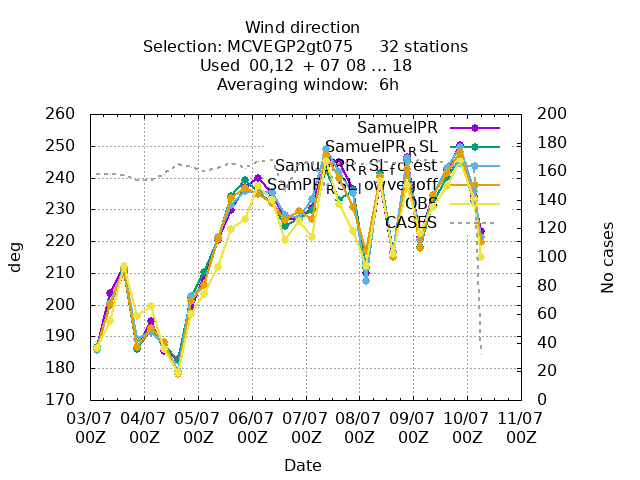 Wind direction
Selection: MCVEGP2gt075 32 stations
Used 00,12 + 07 08 ... 18
Averaging window: 6h
260
250
240
230
220
210
200
190
180
170
200
180
160
140
120
100
80
60
40
20
0
deg
No cases
SamuelPR
SamuelPR_RSL
CASES
OBS
03/07 00Z
04/07 00Z
05/07 00Z
06/07 00Z
07/07 00Z
08/07 00Z
09/07 00Z
10/07 00Z
11/07 00Z
Date